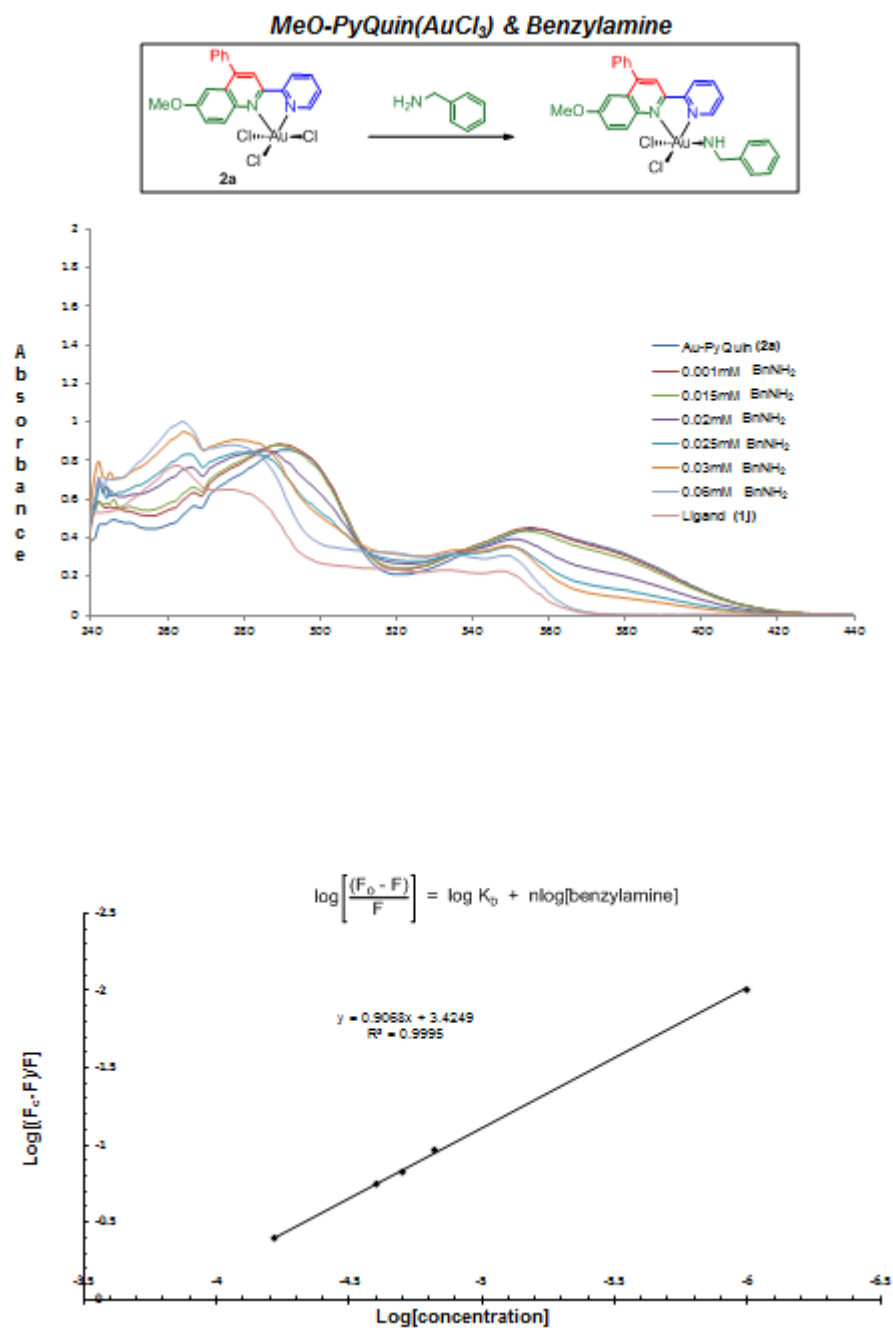 MeO-PyQuin(AuCl₃) & Benzylamine
Ph
MeO
N
N
Cl
Au
Cl
Cl
2a
H₂N
Ph
MeO
N
N
Cl
Au
NH
Cl
2
1.8
1.6
1.4
1.2
1
0.8
0.6
0.4
0.2
0
Absorbance
240 260 280 300 320 340 360 380 400 420 440
Au-PyQuin (2a)
0.001mM BnNH₂
0.015mM BnNH₂
0.02mM BnNH₂
0.025mM BnNH₂
0.03mM BnNH₂
0.06mM BnNH₂
Ligand (1j)
log[(F₀ - F)/F] = log K_b + nlog[benzylamine]
-2.5
-2
-1.5
-1
-0.5
0
y = 0.9068x + 3.4249
R² = 0.9995
Log[(F₀-F)/F]
-3.5 -4 -4.5 -5 -5.5 -6 -6.5
Log[concentration]